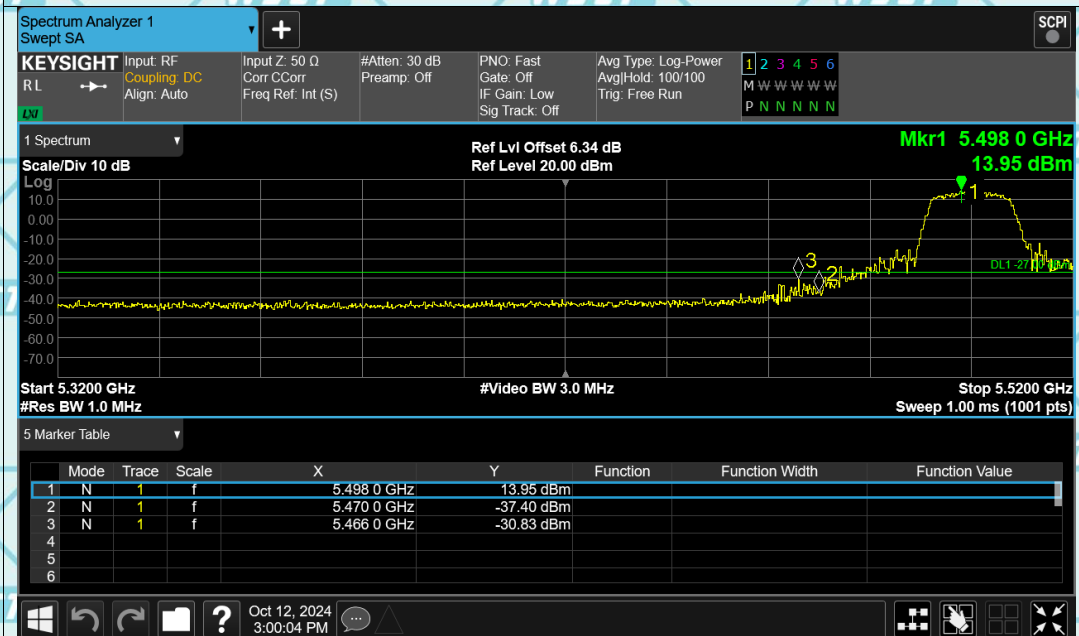 Spectrum Analyzer 1
Swept SA
SCPI
KEYSIGHT Input: RF Input Z: 50 Ω #Atten: 30 dB PNO: Fast Avg Type: Log-Power 1 2 3 4 5 6
RL Coupling: DC Corr CCorr Preamp: Off Gate: Off Avg|Hold: 100/100 M W W W W W
Align: Auto Freq Ref: Int (S) IF Gain: Low Trig: Free Run
LXI Sig Track: Off P N N N N N
1 Spectrum Ref Lvl Offset 6.34 dB Mkr1 5.498 0 GHz
Scale/Div 10 dB Ref Level 20.00 dBm 13.95 dBm
Log
10.0
0.00
-10.0
-20.0
-30.0
-40.0
-50.0
-60.0
-70.0
1
3
2
DL1 -27
Start 5.3200 GHz #Video BW 3.0 MHz Stop 5.5200 GHz
#Res BW 1.0 MHz Sweep 1.00 ms (1001 pts)
5 Marker Table
Mode Trace Scale X Y Function Function Width Function Value
1 N 1 f 5.498 0 GHz 13.95 dBm
2 N 1 f 5.470 0 GHz -37.40 dBm
3 N 1 f 5.466 0 GHz -30.83 dBm
4
5
6
?
Oct 12, 2024
3:00:04 PM